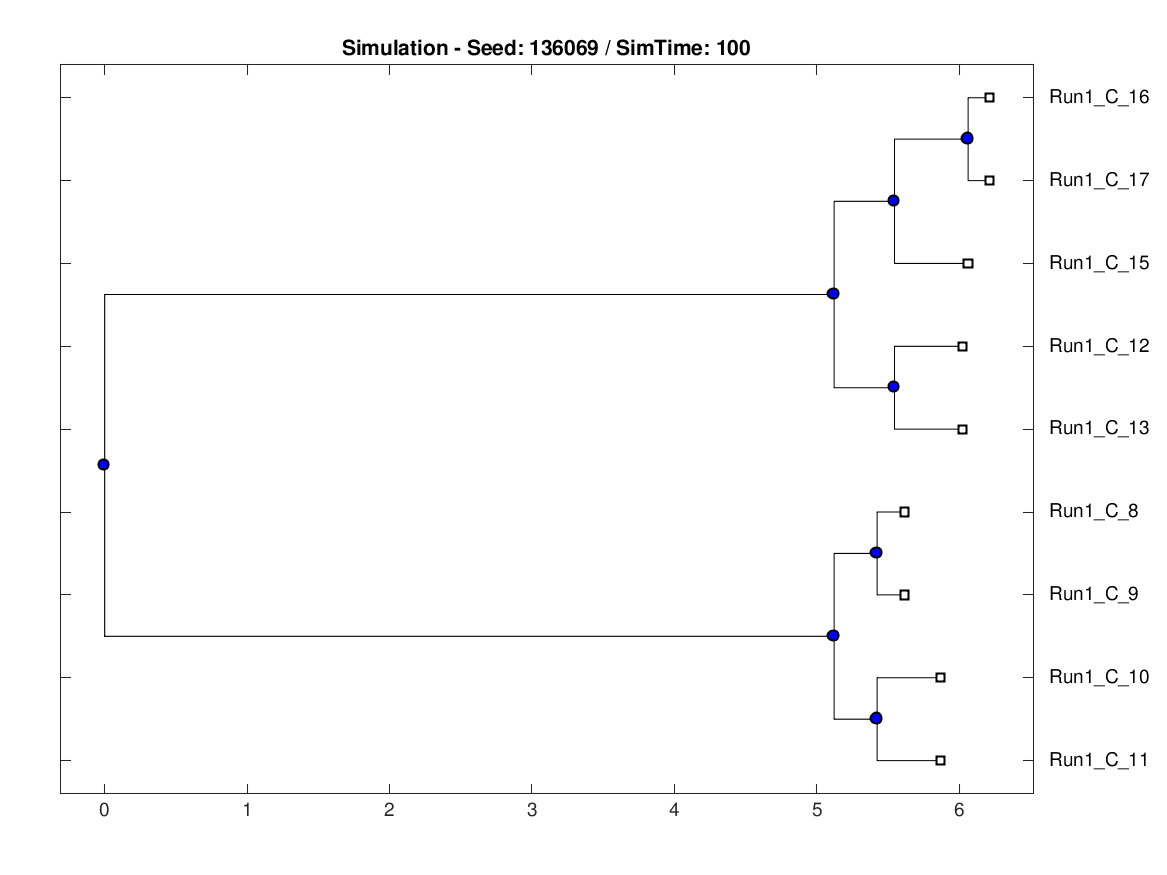 Simulation - Seed: 136069 / SimTime: 100
Run1_C_16
Run1_C_17
Run1_C_15
Run1_C_12
Run1_C_13
Run1_C_8
Run1_C_9
Run1_C_10
Run1_C_11
0 1 2 3 4 5 6